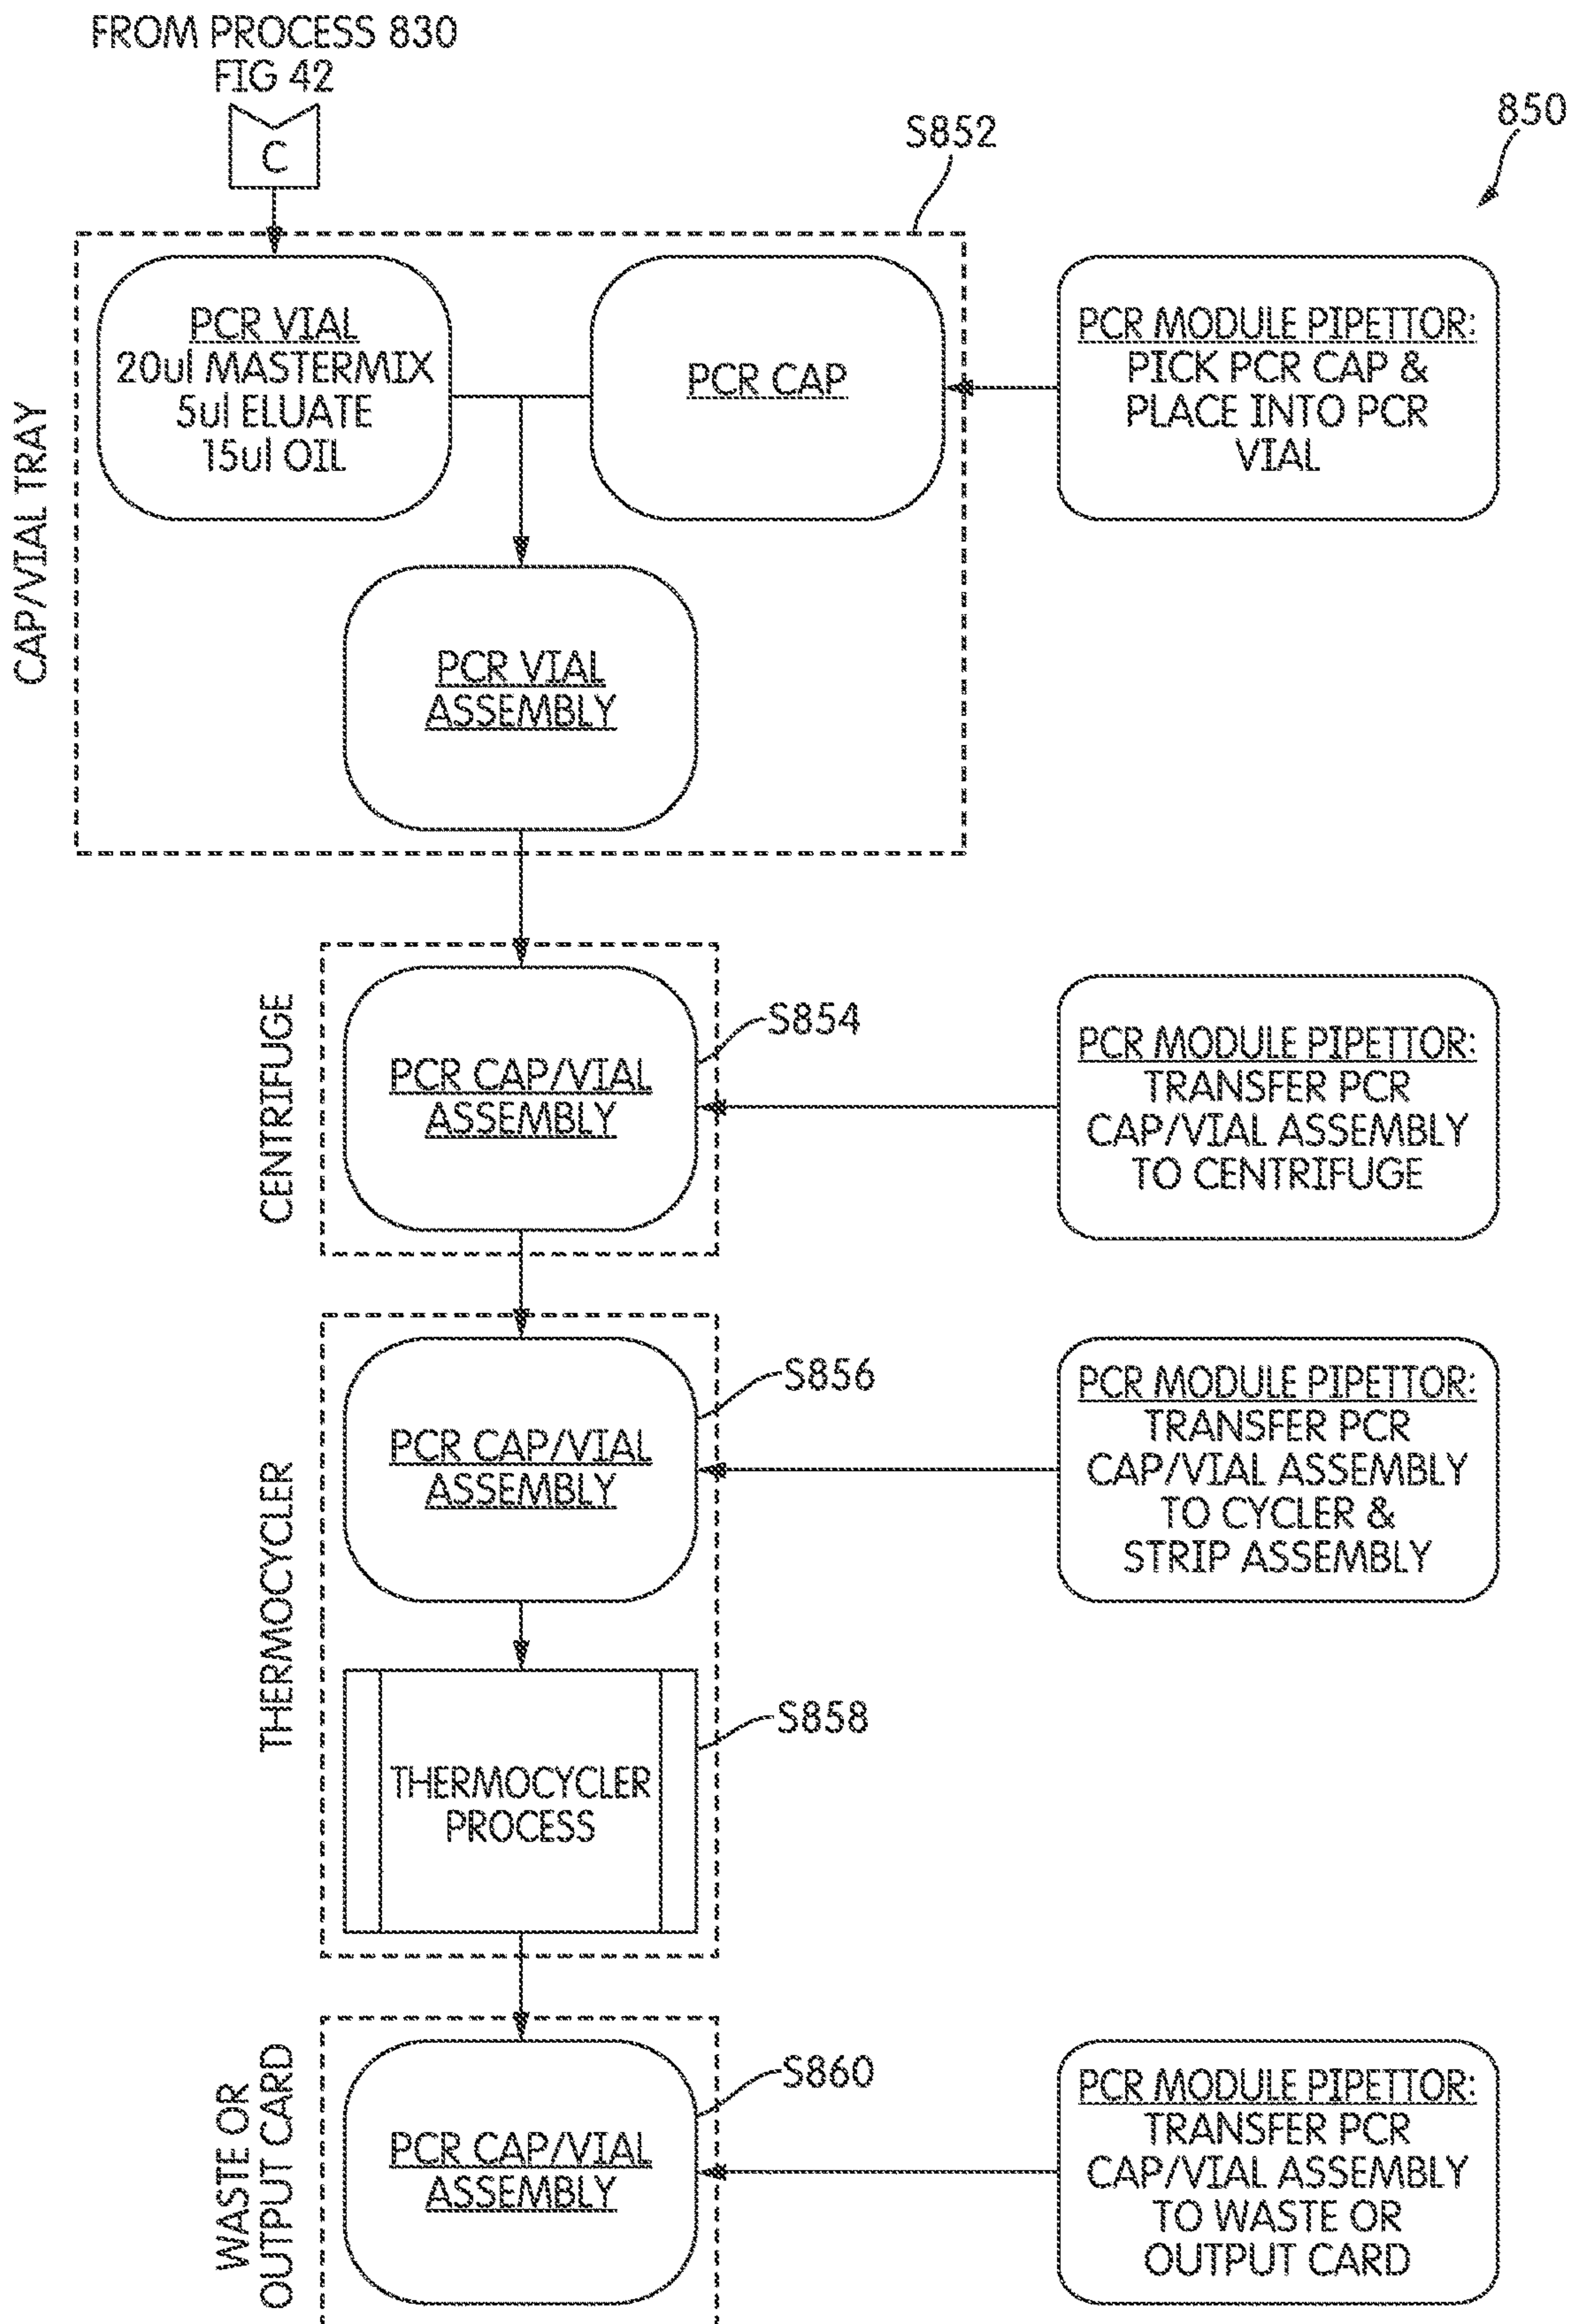 FROM PROCESS 830
FIG 42
C
S852
850
CAP/VIAL TRAY
PCR VIAL
20ul MASTERMIX
5ul ELUATE
15ul OIL
PCR CAP
PCR MODULE PIPETTOR:
PICK PCR CAP &
PLACE INTO PCR
VIAL
PCR VIAL
ASSEMBLY
CENTRIFUGE
PCR CAP/VIAL
ASSEMBLY
S854
PCR MODULE PIPETTOR:
TRANSFER PCR
CAP/VIAL ASSEMBLY
TO CENTRIFUGE
THERMOCYCLER
PCR CAP/VIAL
ASSEMBLY
S856
PCR MODULE PIPETTOR:
TRANSFER PCR
CAP/VIAL ASSEMBLY
TO CYCLER &
STRIP ASSEMBLY
THERMOCYCLER
PROCESS
S858
WASTE OR
OUTPUT CARD
PCR CAP/VIAL
ASSEMBLY
S860
PCR MODULE PIPETTOR:
TRANSFER PCR
CAP/VIAL ASSEMBLY
TO WASTE OR
OUTPUT CARD